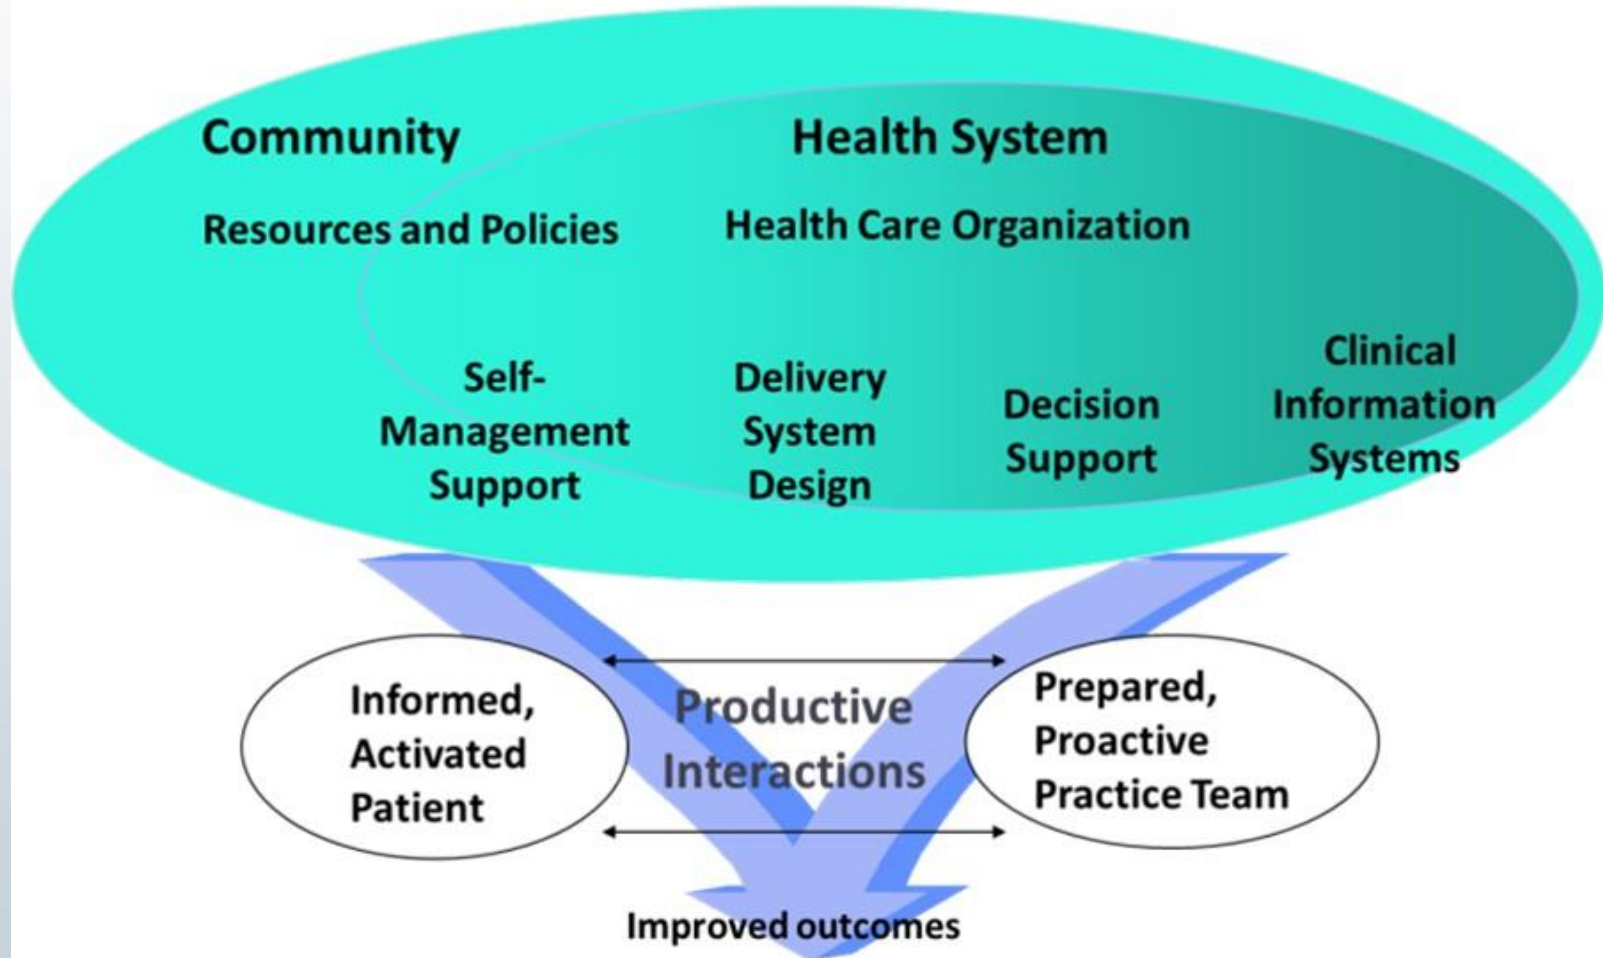 Community
Health System
Resources and Policies
Health Care Organization
Self-
Management
Support
Delivery
System
Design
Decision
Support
Clinical
Information
Systems
Informed,
Activated
Patient
Productive
Interactions
Prepared,
Proactive
Practice Team
Improved outcomes